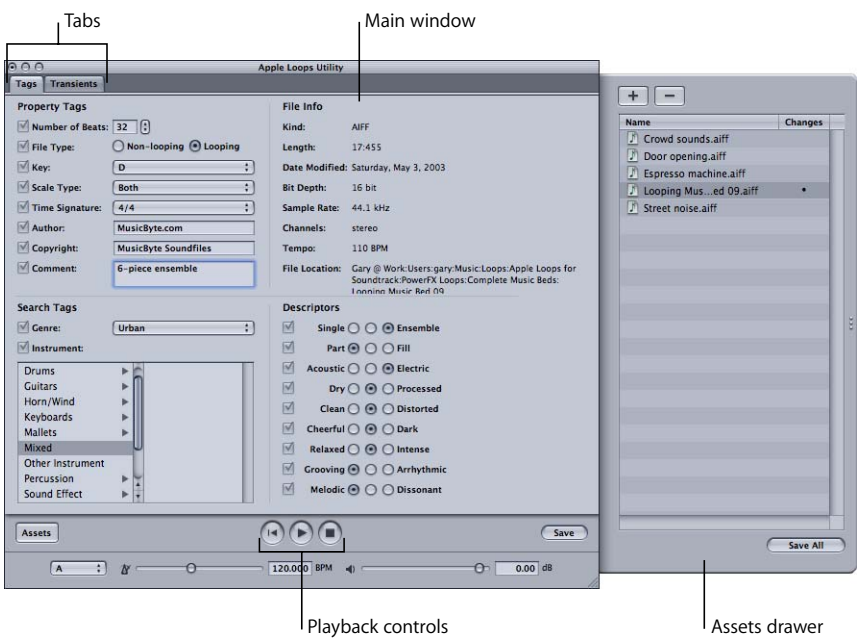 Tabs
Main window
Apple Loops Utility
Tags Transients
Property Tags
Number of Beats: 32
File Type: Non-looping Looping
Key: D
Scale Type: Both
Time Signature: 4/4
Author: MusicByte.com
Copyright: MusicByte Soundfiles
Comment: 6-piece ensemble
File Info
Kind: AIFF
Length: 17:455
Date Modified: Saturday, May 3, 2003
Bit Depth: 16 bit
Sample Rate: 44.1 kHz
Channels: stereo
Tempo: 110 BPM
File Location: Gary @ Work:Users:gary:Music:Loops:Apple Loops for
Soundtrack:PowerFX Loops:Complete Music Beds:
Looping Music Bed 09
Search Tags
Genre: Urban
Instrument:
Drums
Guitars
Horn/Wind
Keyboards
Mallets
Mixed
Other Instrument
Percussion
Sound Effect
Descriptors
Single Ensemble
Part Fill
Acoustic Electric
Dry Processed
Clean Distorted
Cheerful Dark
Relaxed Intense
Grooving Arrhythmic
Melodic Dissonant
Assets
Save
A 120.000 BPM 0.00 dB
+ −
Name Changes
Crowd sounds.aiff
Door opening.aiff
Espresso machine.aiff
Looping Mus...ed 09.aiff •
Street noise.aiff
Save All
Playback controls
Assets drawer